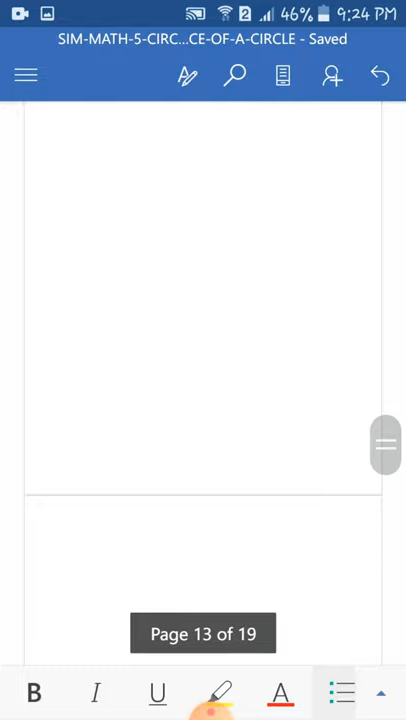 46% 9:24 PM
SIM-MATH-5-CIRC...CE-OF-A-CIRCLE - Saved
Page 13 of 19
B I U A